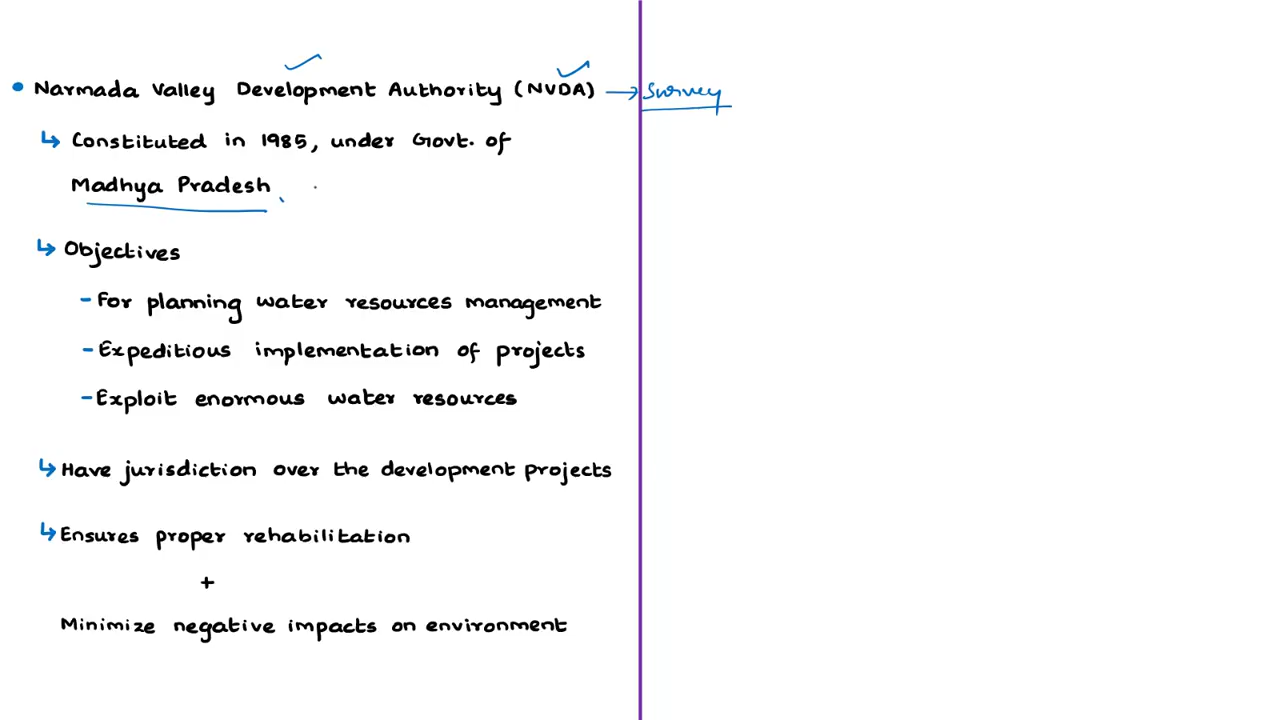 • Narmada Valley Development Authority (NVDA) → Survey
↳ Constituted in 1985, under Govt. of
Madhya Pradesh
↳ Objectives
- For planning water resources management
- Expeditious implementation of projects
- Exploit enormous water resources
↳ Have jurisdiction over the development projects
↳ Ensures proper rehabilitation
+
Minimize negative impacts on environment